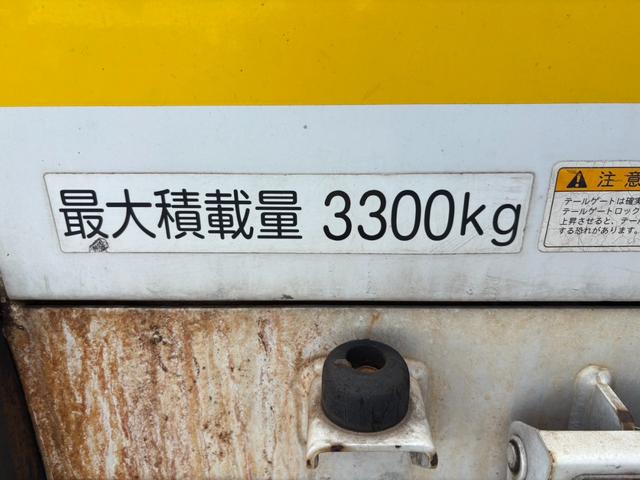 最大積載量 3300kg
注意
テールゲートは確実
テールゲートロック
上昇させると、テー
する恐れがあります。